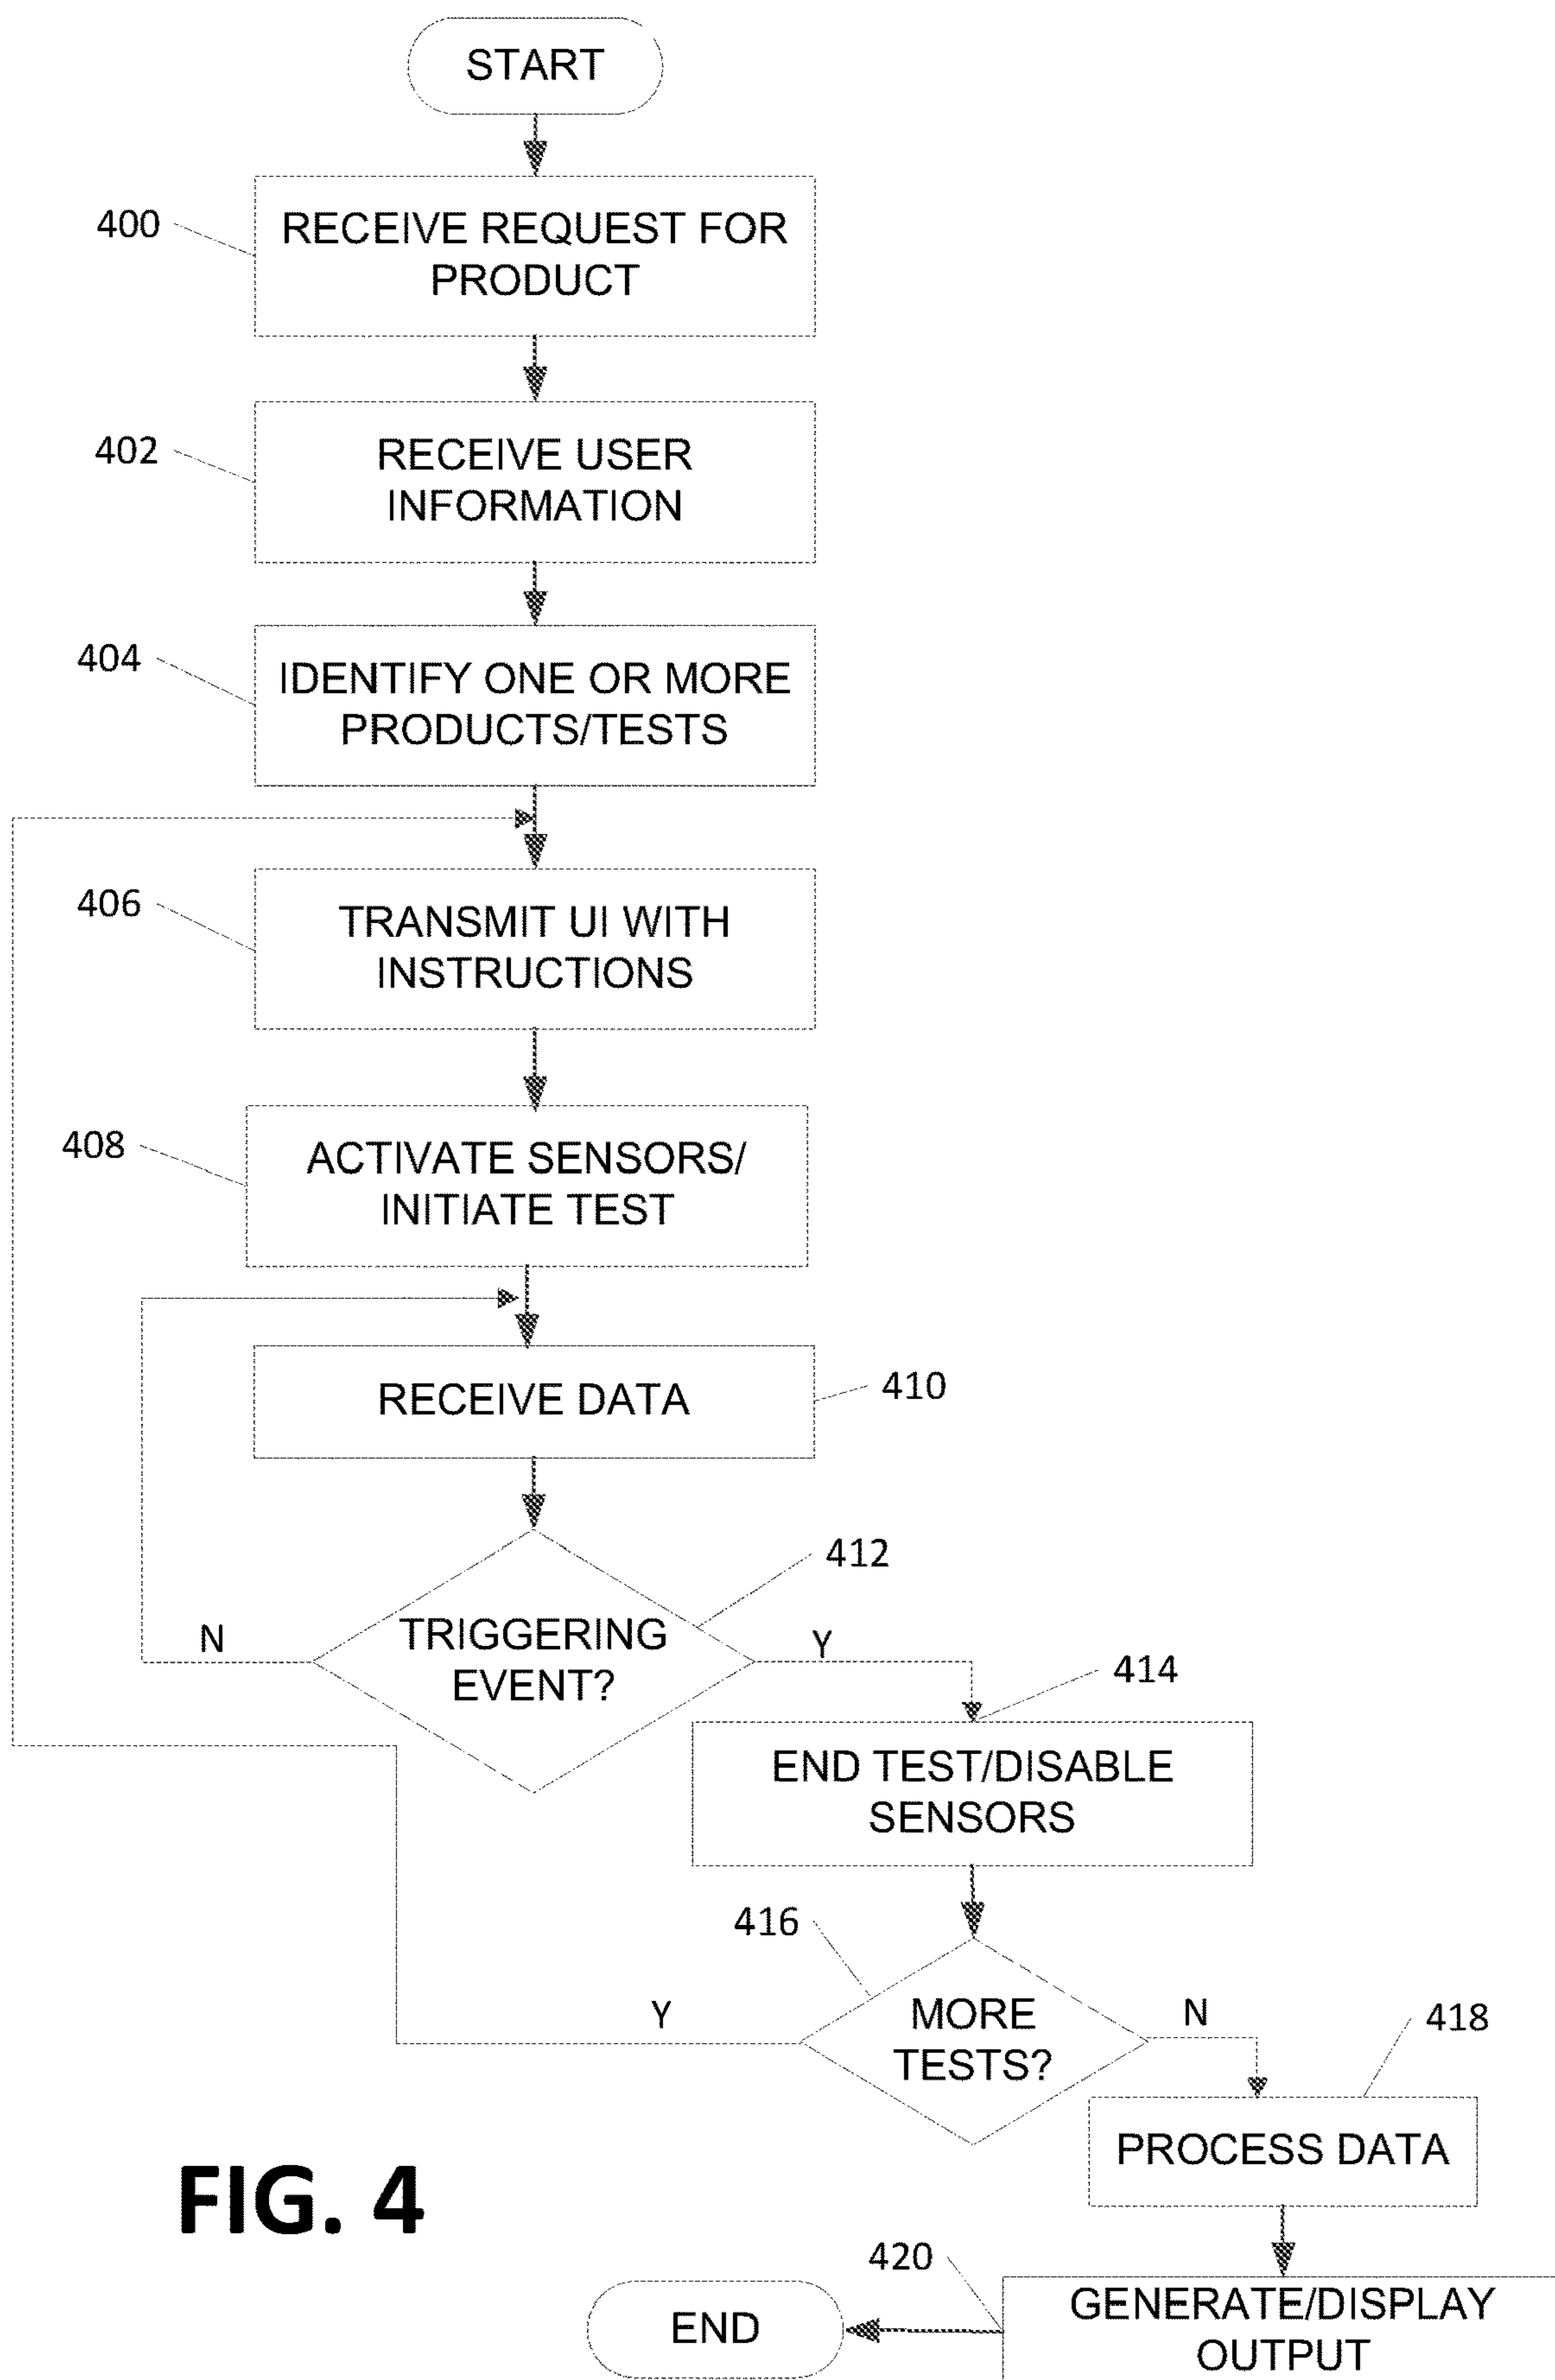 START
400
RECEIVE REQUEST FOR
PRODUCT
402
RECEIVE USER
INFORMATION
404
IDENTIFY ONE OR MORE
PRODUCTS/TESTS
406
TRANSMIT UI WITH
INSTRUCTIONS
408
ACTIVATE SENSORS/
INITIATE TEST
RECEIVE DATA
410
412
TRIGGERING
EVENT?
N
Y
414
END TEST/DISABLE
SENSORS
416
MORE
TESTS?
Y
N
418
PROCESS DATA
FIG. 4
420
GENERATE/DISPLAY
OUTPUT
END